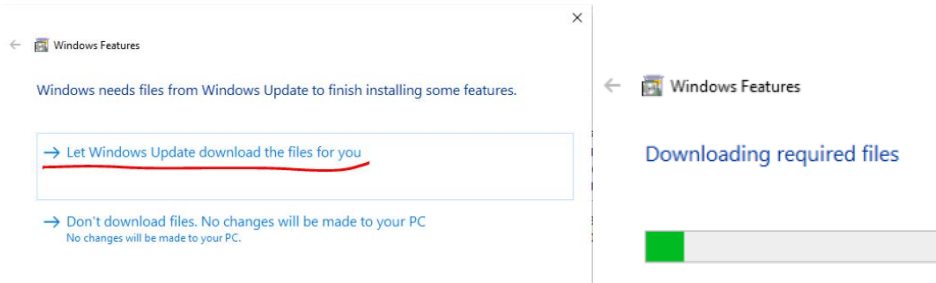 Windows Features
Windows needs files from Windows Update to finish installing some features.
Let Windows Update download the files for you
Don't download files. No changes will be made to your PC
No changes will be made to your PC.
Windows Features
Downloading required files